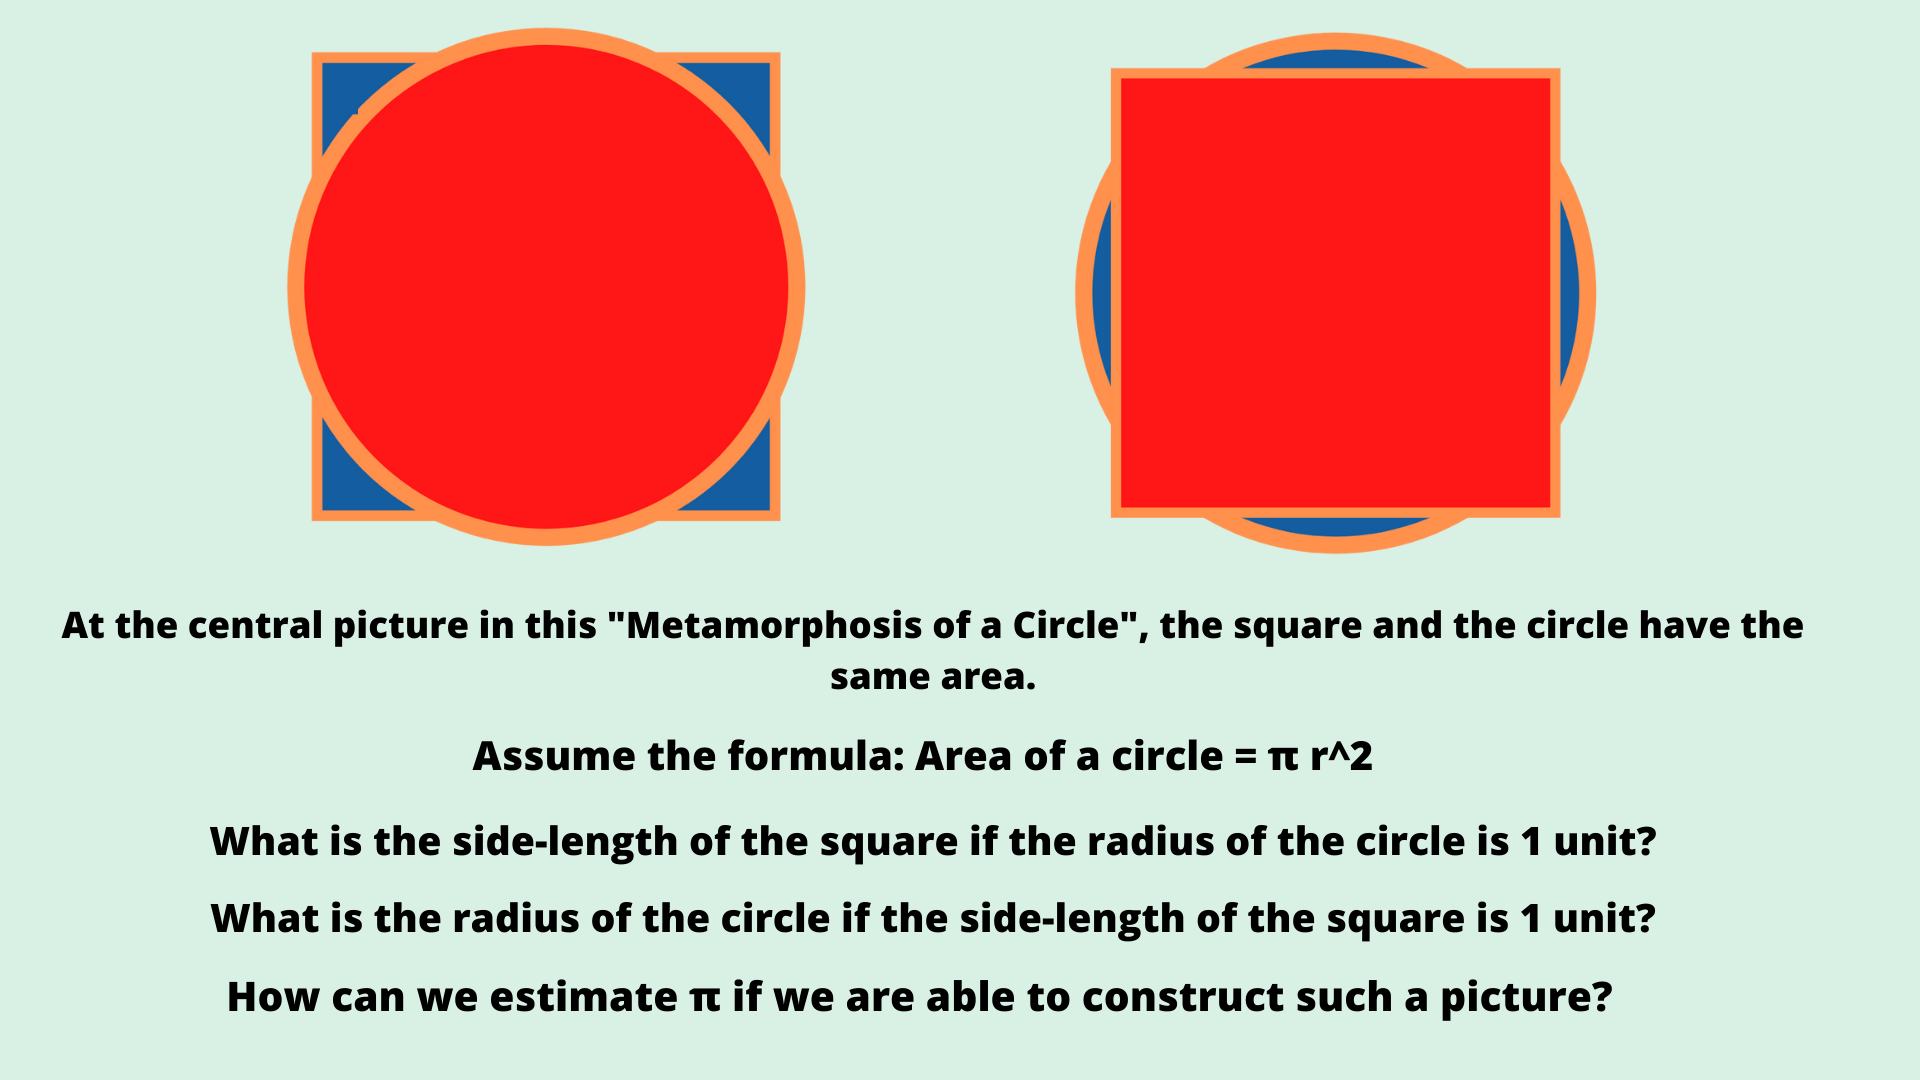 At the central picture in this "Metamorphosis of a Circle", the square and the circle have the
same area.
Assume the formula: Area of a circle = π r^2
What is the side-length of the square if the radius of the circle is 1 unit?
What is the radius of the circle if the side-length of the square is 1 unit?
How can we estimate π if we are able to construct such a picture?